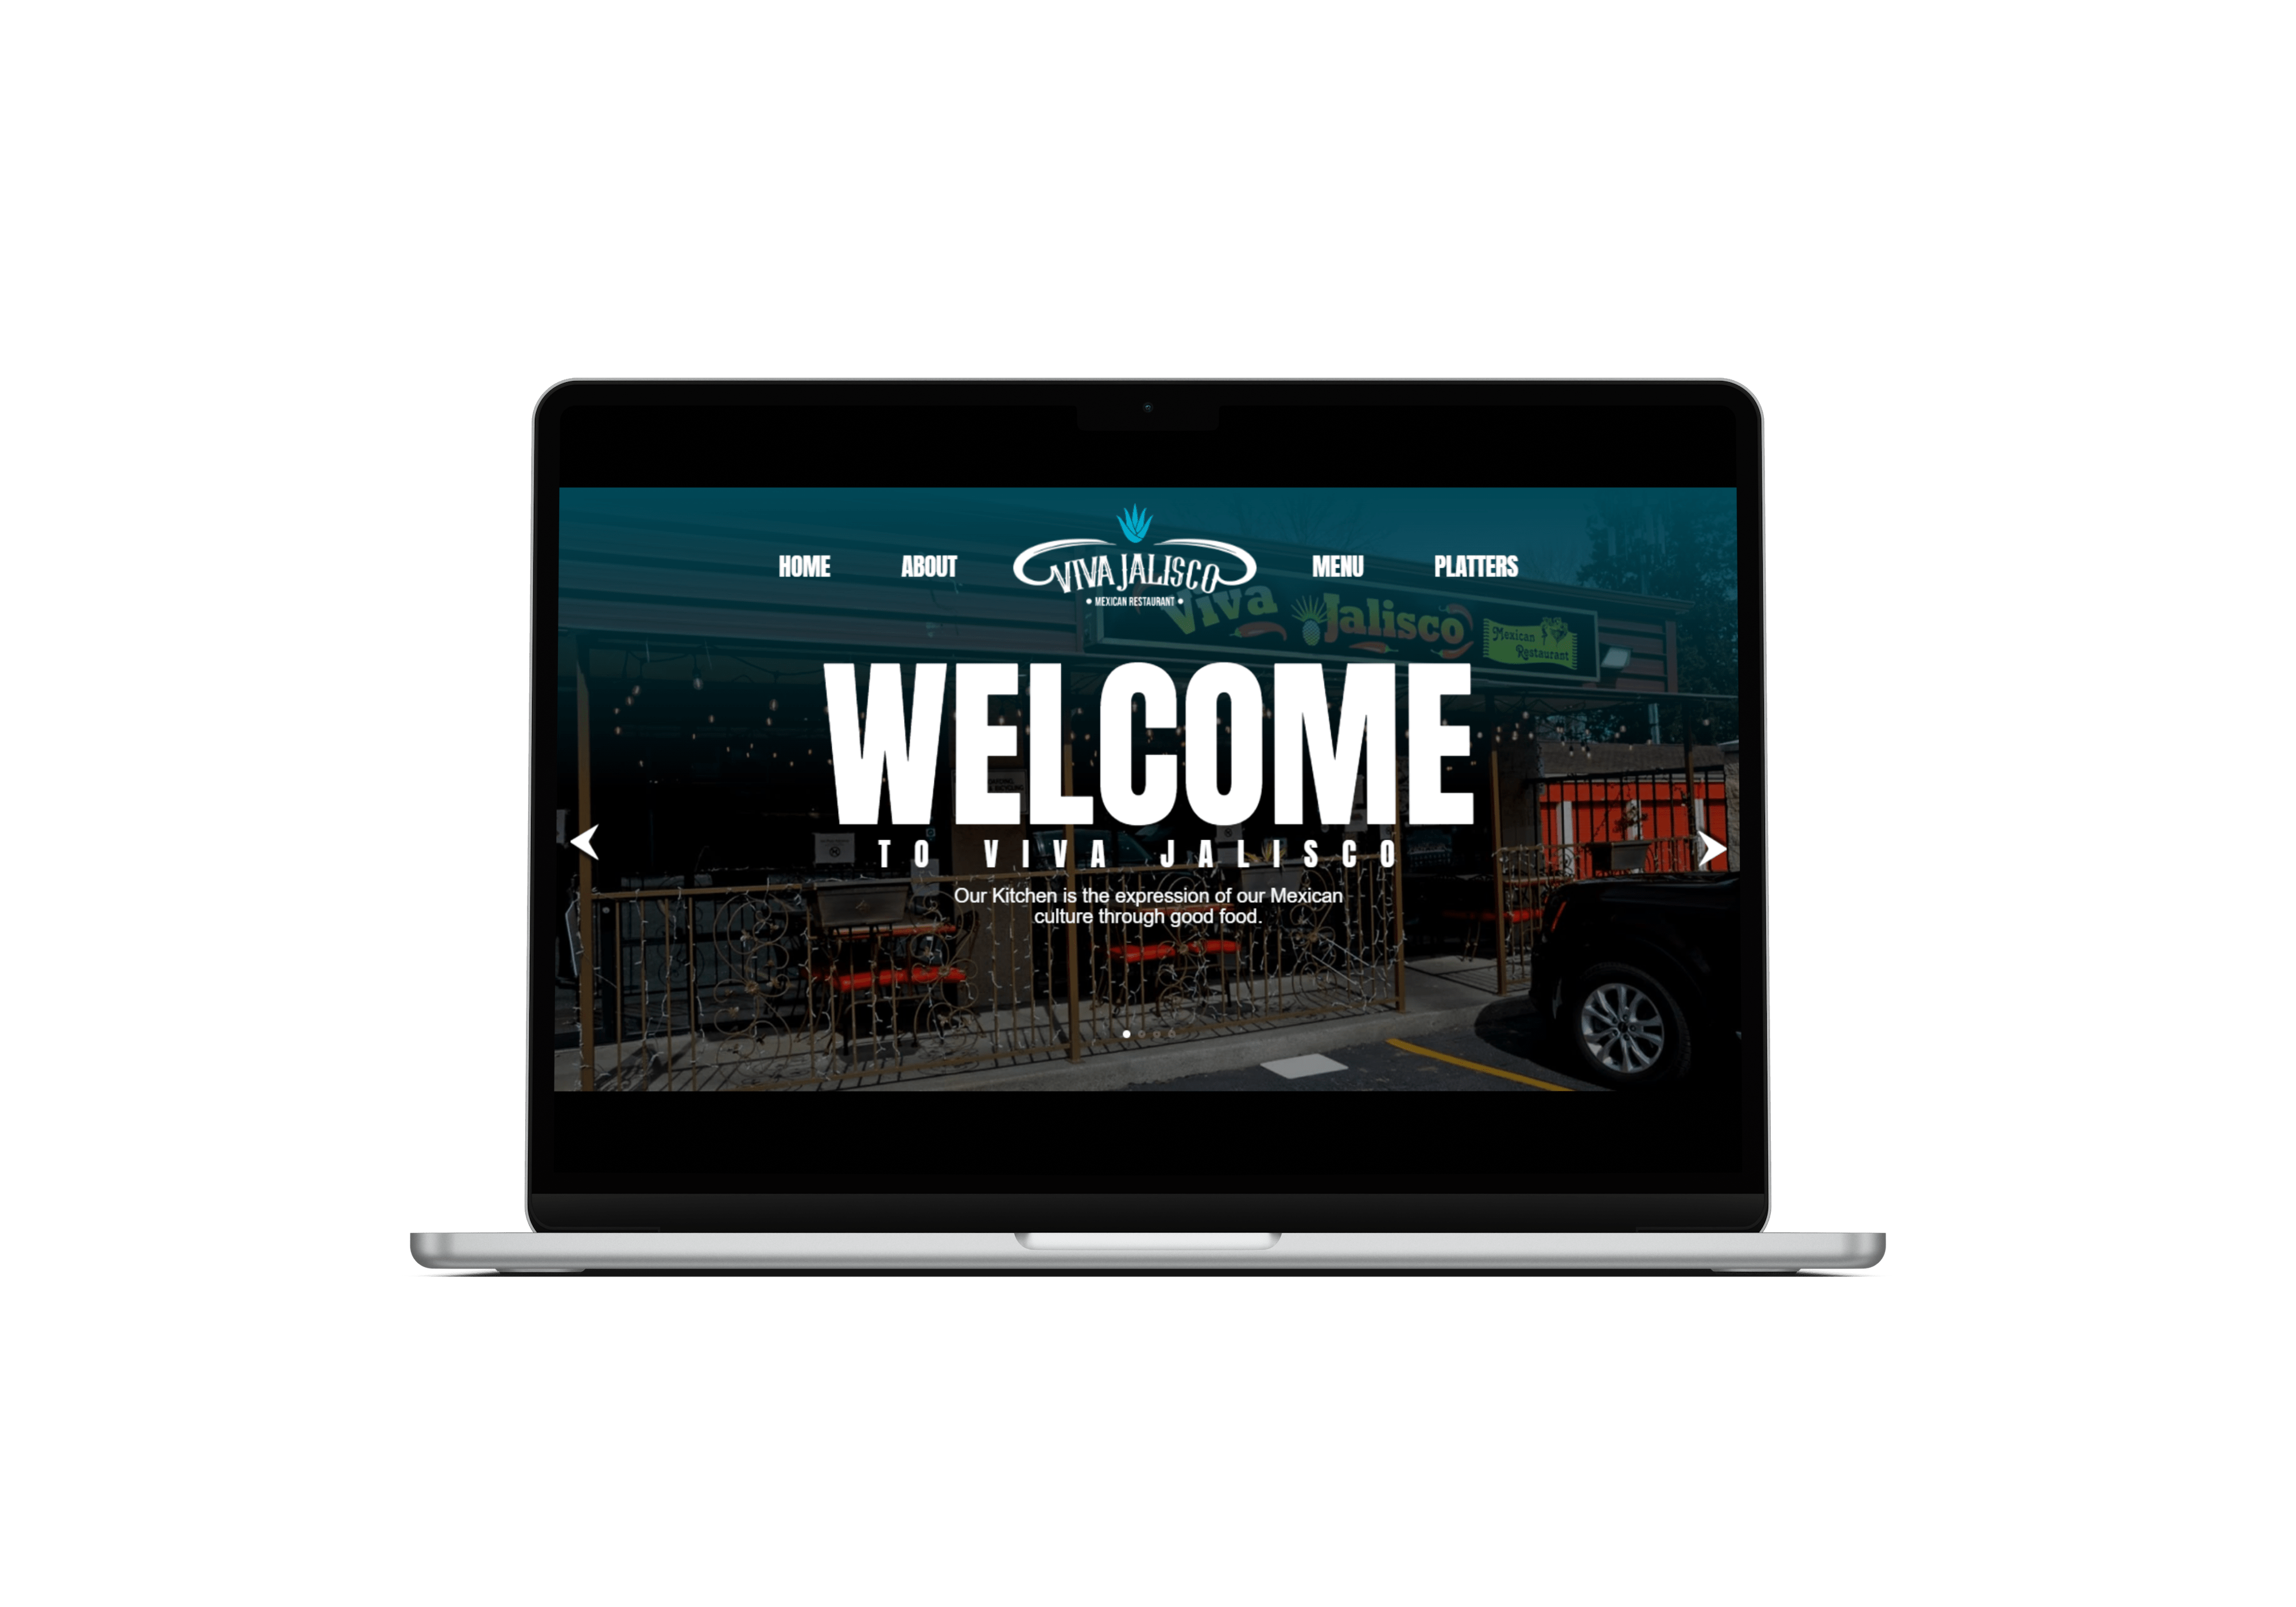 HOME ABOUT MENU PLATTERS
VIVA JALISCO
• MEXICAN RESTAURANT •
Viva Jalisco
Mexican
Restaurant
WELCOME
TO VIVA JALISCO
Our Kitchen is the expression of our Mexican
culture through good food.